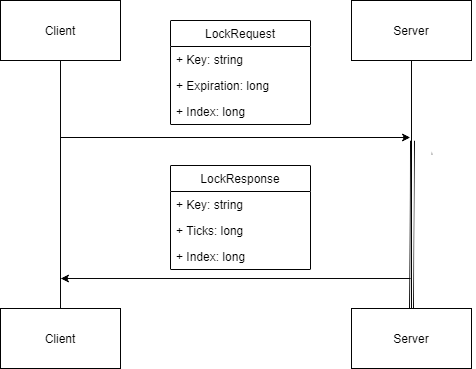 Client
LockRequest
Server
+ Key: string
+ Expiration: long
+ Index: long
LockResponse
+ Key: string
+ Ticks: long
+ Index: long
Client
Server